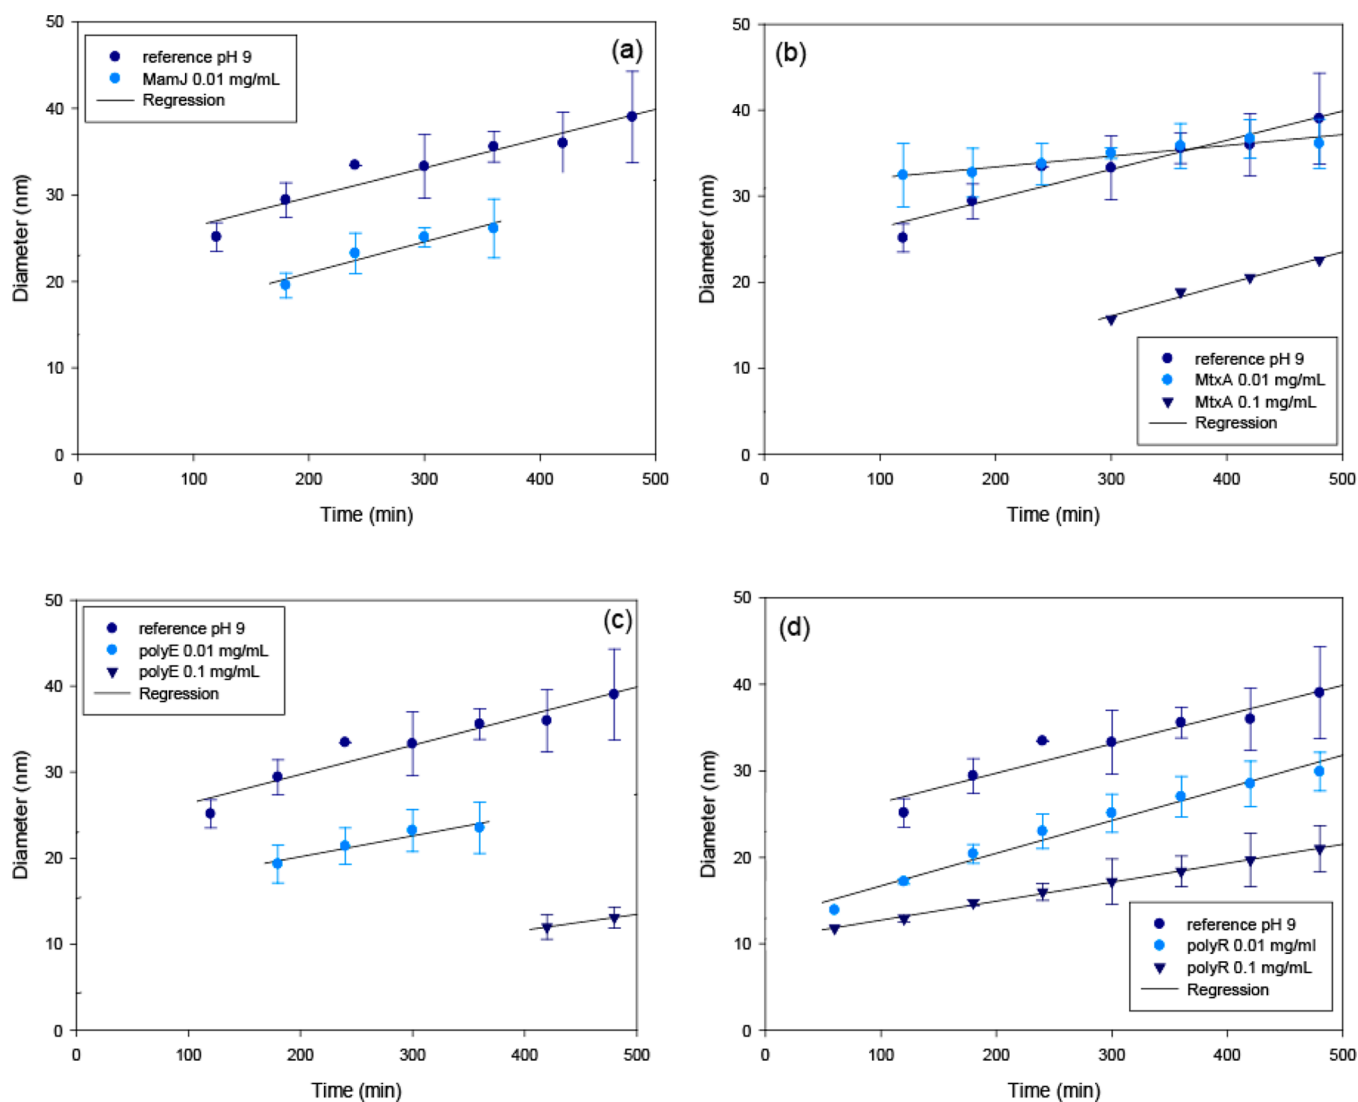 (a)
reference pH 9
MamJ 0.01 mg/mL
Regression
50
40
30
20
10
0
Diameter (nm)
0 100 200 300 400 500
Time (min)
(b)
50
40
30
20
10
0
Diameter (nm)
reference pH 9
MtxA 0.01 mg/mL
MtxA 0.1 mg/mL
Regression
0 100 200 300 400 500
Time (min)
(c)
reference pH 9
polyE 0.01 mg/mL
polyE 0.1 mg/mL
Regression
50
40
30
20
10
0
Diameter (nm)
0 100 200 300 400 500
Time (min)
(d)
50
40
30
20
10
0
Diameter (nm)
reference pH 9
polyR 0.01 mg/ml
polyR 0.1 mg/mL
Regression
0 100 200 300 400 500
Time (min)